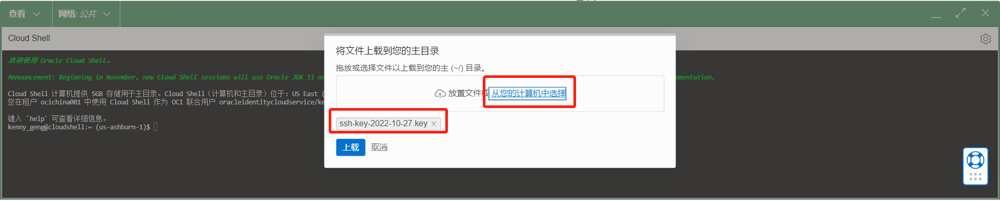 查看
网络: 公共
Cloud Shell
欢迎使用 Oracle Cloud Shell.
Announcement: Beginning in November, new Cloud Shell sessions will use Oracle JDK 11 as
umentation.
Cloud Shell 计算机提供 5GB 存储用于主目录。Cloud Shell（计算机和主目录）位于: US East (
您在租户 ocichina001 中使用 Cloud Shell 作为 OCI 联合用户 oracleidentitycloudservice/ke
键入 `help` 可查看详细信息。
kenny_geng@cloudshell:~ (us-ashburn-1)$
将文件上载到您的主目录
拖放或选择文件以上载到您的主 (~/) 目录。
放置文件或 从您的计算机中选择
ssh-key-2022-10-27.key ×
上载 取消